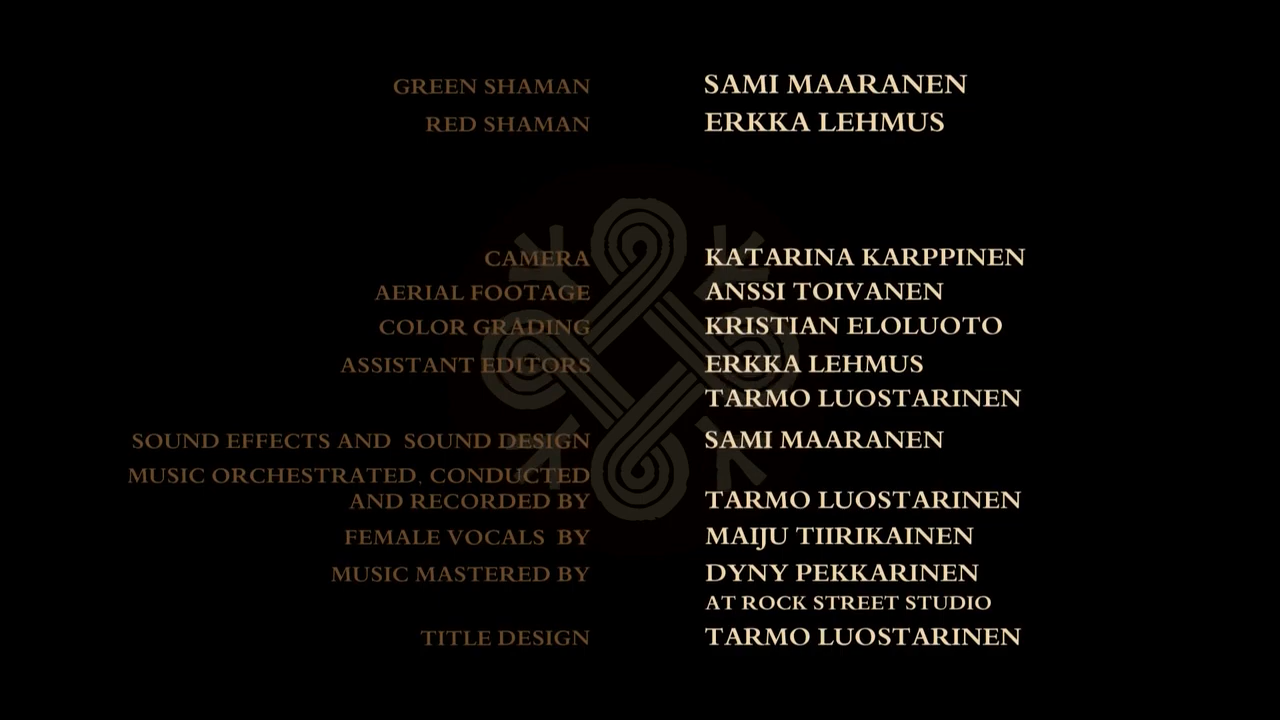 GREEN SHAMAN SAMI MAARANEN
RED SHAMAN ERKKA LEHMUS
CAMERA KATARINA KARPPINEN
AERIAL FOOTAGE ANSSI TOIVANEN
COLOR GRADING KRISTIAN ELOLUOTO
ASSISTANT EDITORS ERKKA LEHMUS
TARMO LUOSTARINEN
SOUND EFFECTS AND SOUND DESIGN SAMI MAARANEN
MUSIC ORCHESTRATED, CONDUCTED
AND RECORDED BY TARMO LUOSTARINEN
FEMALE VOCALS BY MAIJU TIIRIKAINEN
MUSIC MASTERED BY DYNY PEKKARINEN
AT ROCK STREET STUDIO
TITLE DESIGN TARMO LUOSTARINEN